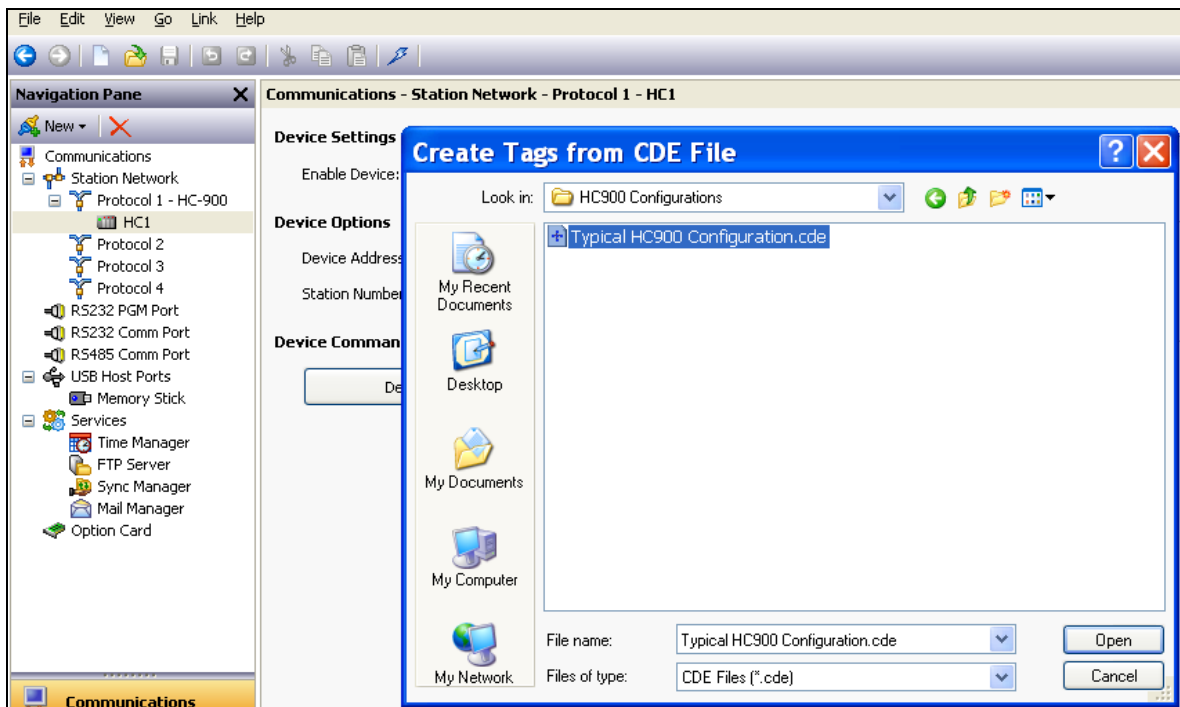 File Edit View Go Link Help
Navigation Pane
New
Communications
Station Network
Protocol 1 - HC-900
HC1
Protocol 2
Protocol 3
Protocol 4
RS232 PGM Port
RS232 Comm Port
RS485 Comm Port
USB Host Ports
Memory Stick
Services
Time Manager
FTP Server
Sync Manager
Mail Manager
Option Card
Communications
Communications - Station Network - Protocol 1 - HC1
Device Settings
Enable Device:
Device Options
Device Address
Station Number
Device Comman
De
Create Tags from CDE File
Look in: HC900 Configurations
Typical HC900 Configuration.cde
My Recent
Documents
Desktop
My Documents
My Computer
My Network
File name: Typical HC900 Configuration.cde Open
Files of type: CDE Files (*.cde) Cancel